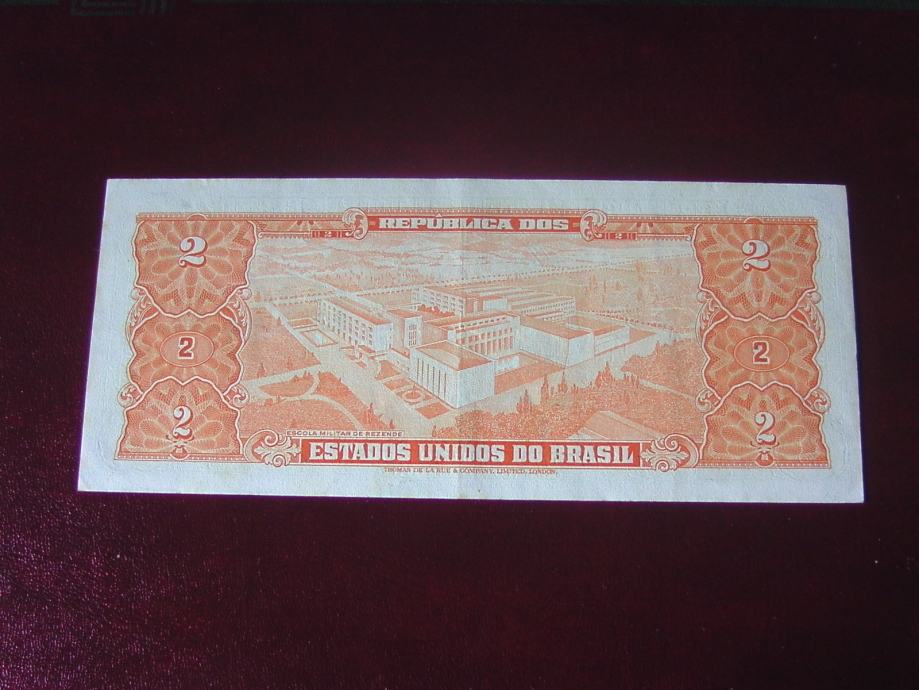 REPÚBLICA DOS
2 2
2 2
2 2
2 2
ESCOLA MILITAR DE REZENDE
ESTADOS UNIDOS DO BRASIL
THOMAS DE LA RUE & COMPANY, LIMITED, LONDON.